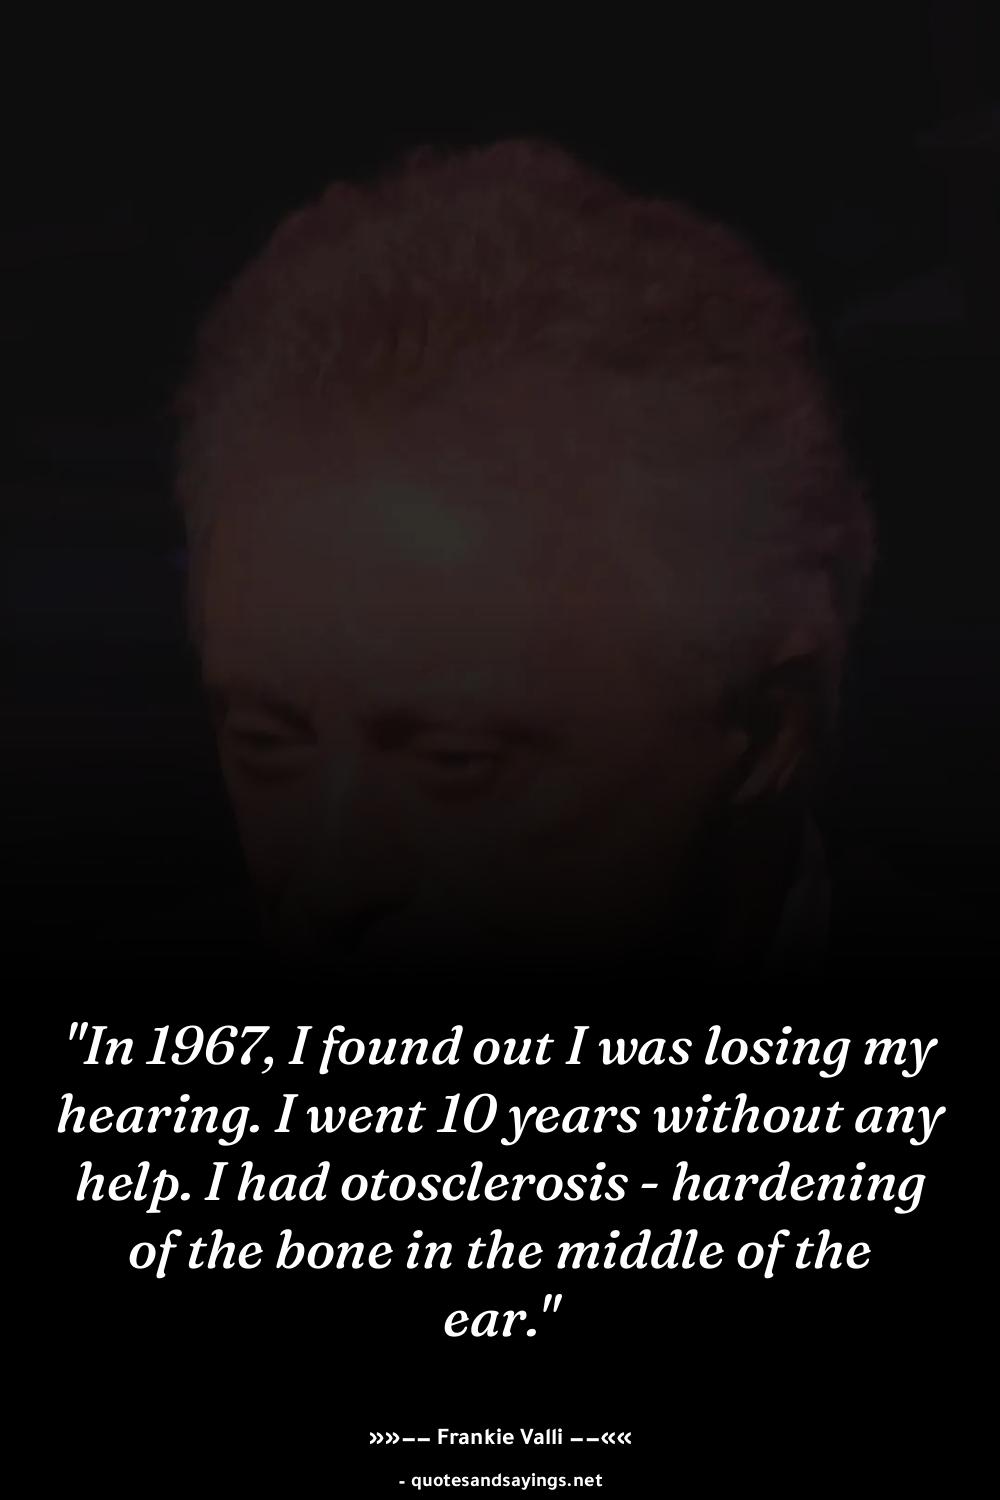 "In 1967, I found out I was losing my
hearing. I went 10 years without any
help. I had otosclerosis - hardening
of the bone in the middle of the
ear."
»»−− Frankie Valli −−««
- quotesandsayings.net